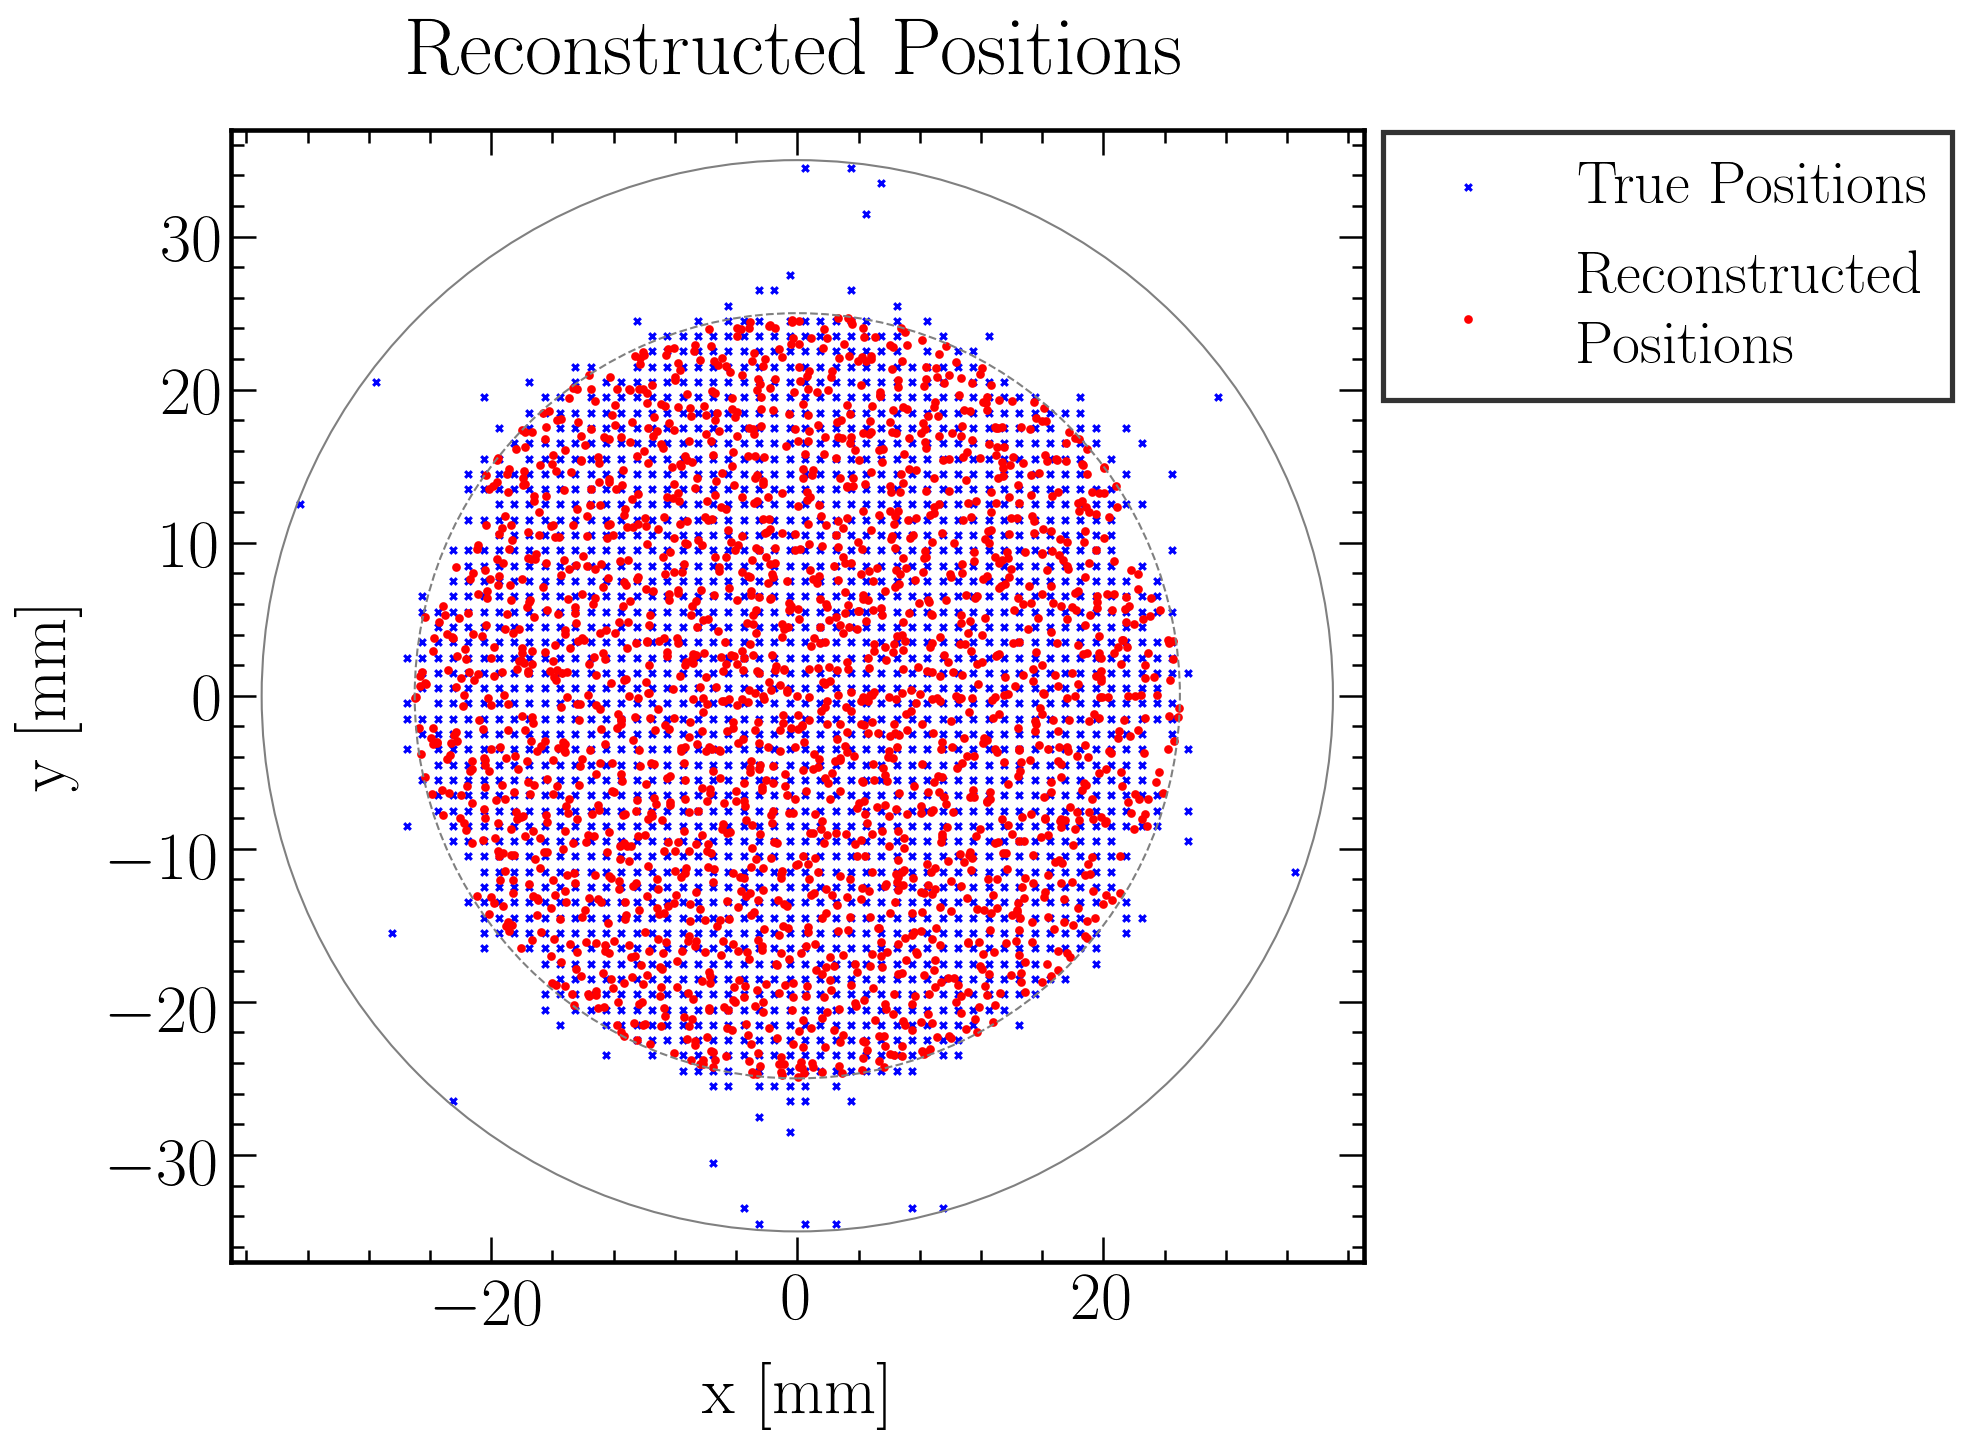 Reconstructed Positions
True Positions
Reconstructed
Positions
30
20
10
0
−10
−20
−30
y [mm]
−20 0 20
x [mm]